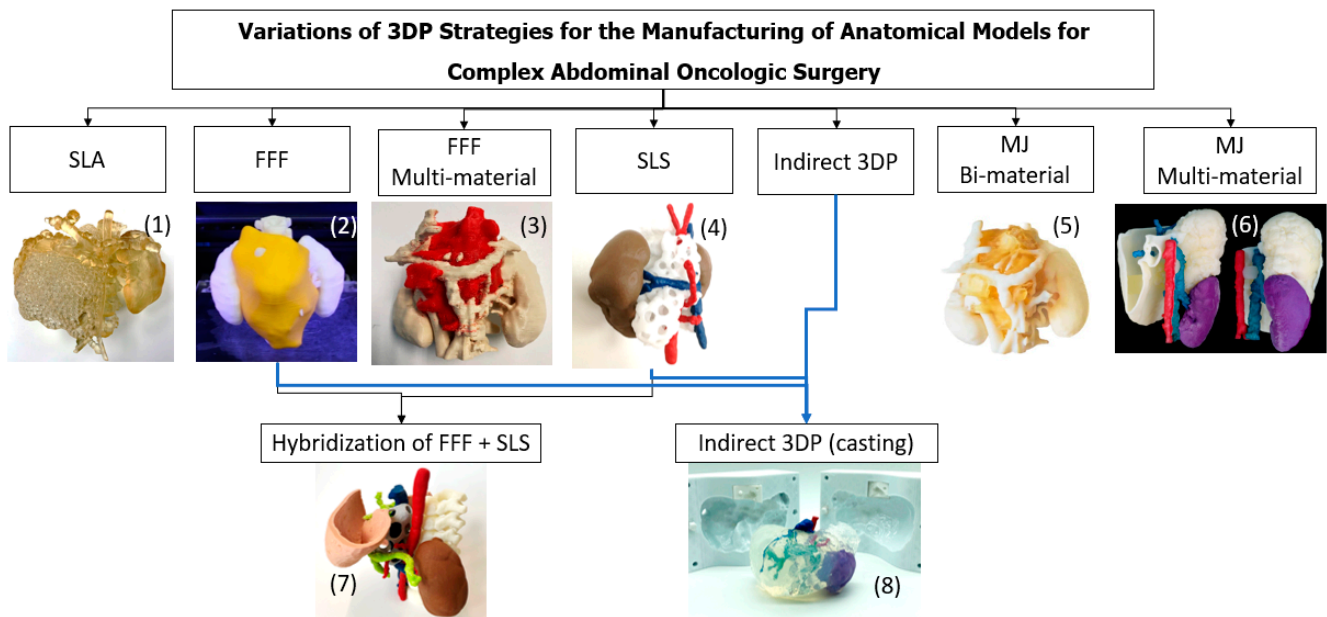 Variations of 3DP Strategies for the Manufacturing of Anatomical Models for
Complex Abdominal Oncologic Surgery
SLA
FFF
FFF
Multi-material
SLS
Indirect 3DP
MJ
Bi-material
MJ
Multi-material
(1)
(2)
(3)
(4)
(5)
(6)
Hybridization of FFF + SLS
Indirect 3DP (casting)
(7)
(8)